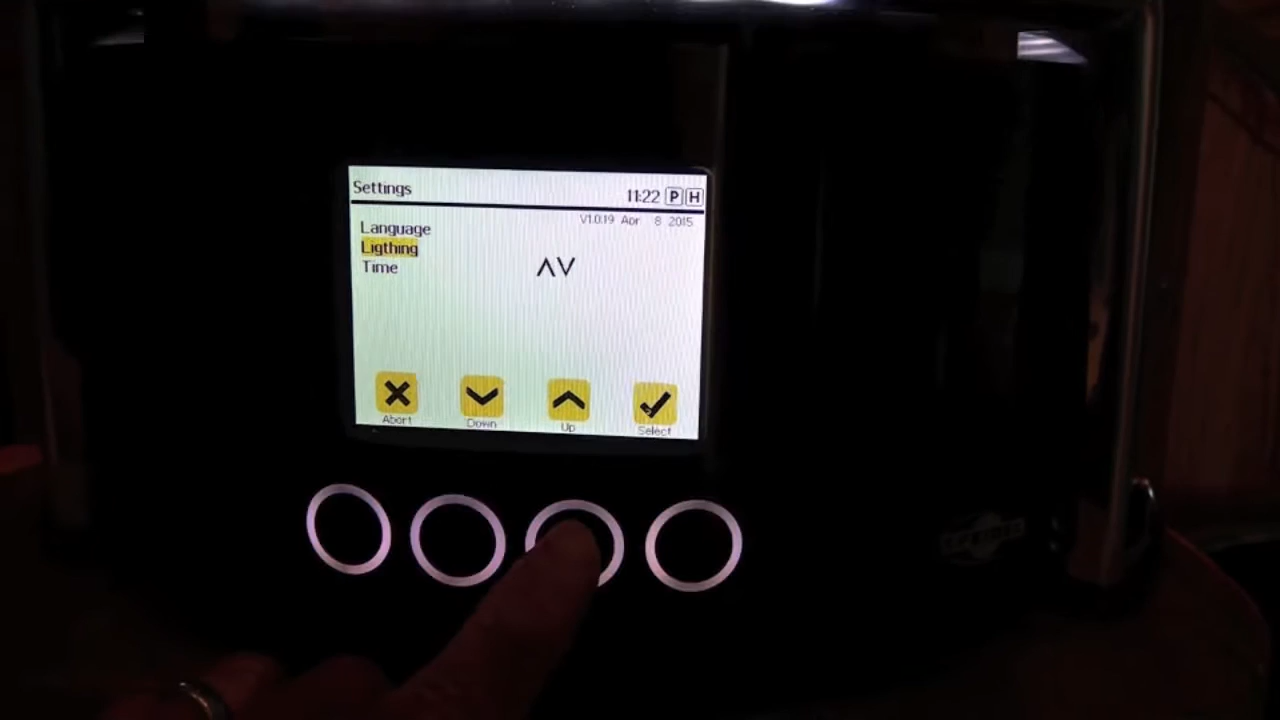 Settings
11:22 P H
V1.0.19 Apr 8 2015
Language
Ligthing
Time
Abort
Down
Up
Select